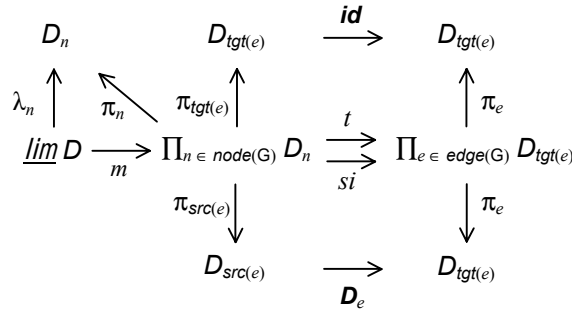 D_n D_tgt(e) id D_tgt(e)
λ_n π_n π_tgt(e) π_e
lim D m ∏_n ∈ node(G) D_n t si ∏_e ∈ edge(G) D_tgt(e)
π_src(e) π_e
D_src(e) D_e D_tgt(e)